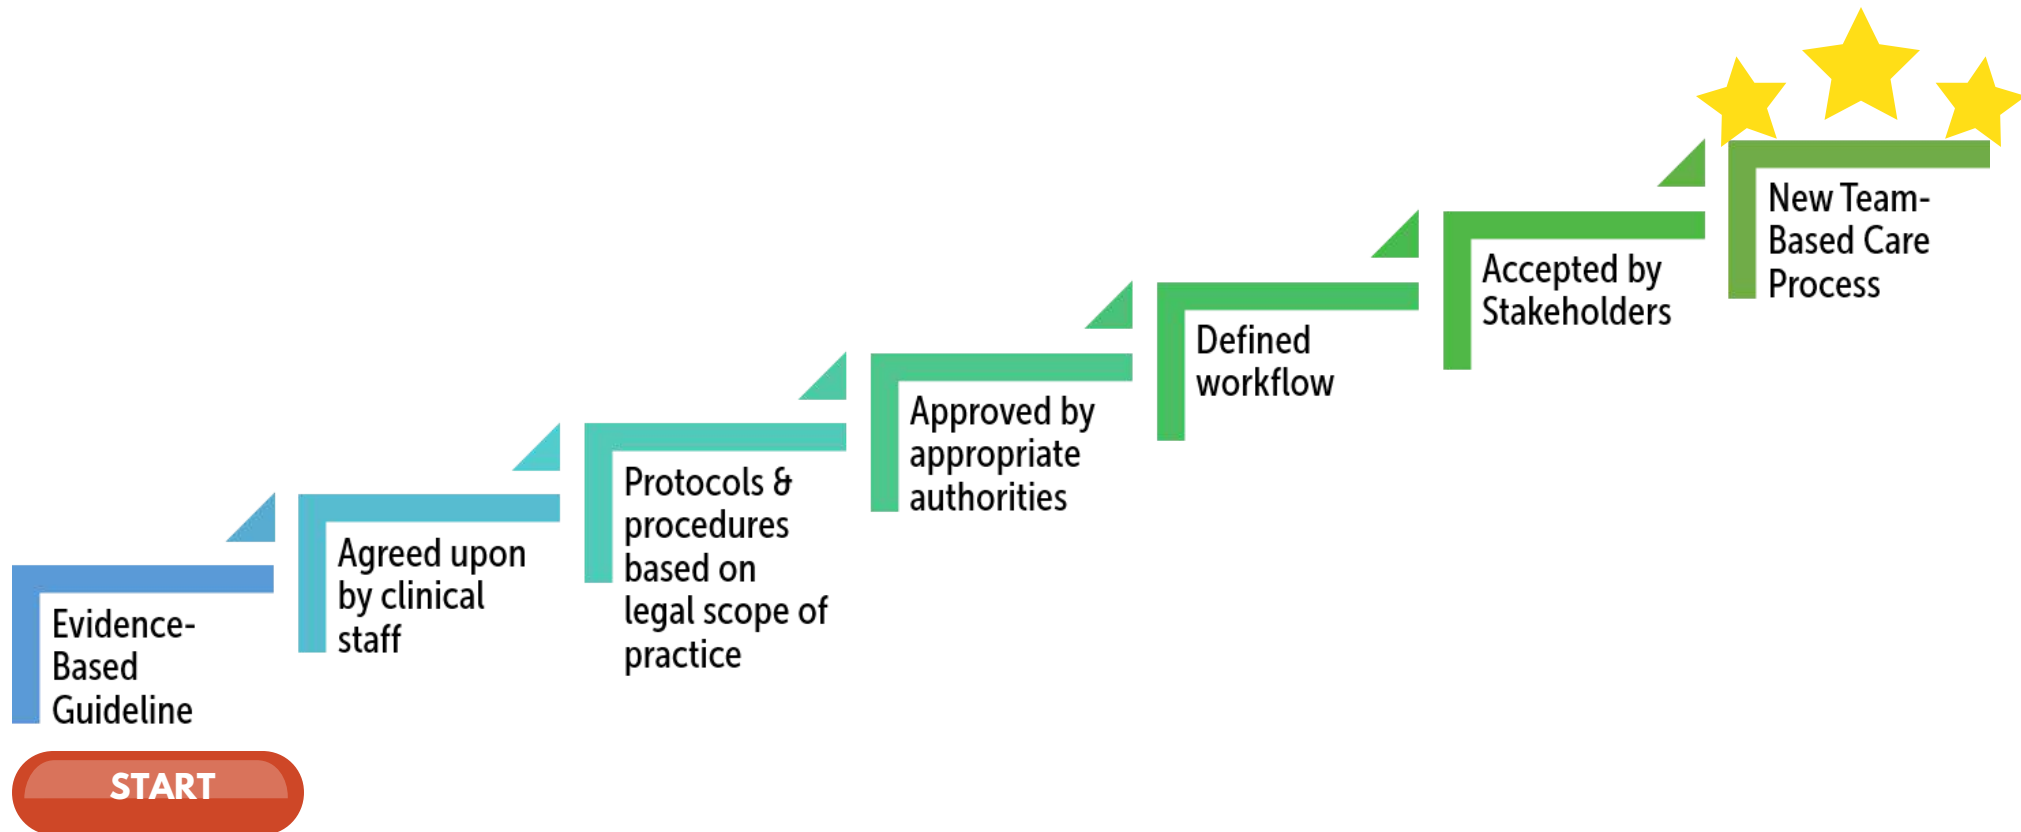 Evidence-
Based
Guideline
START
Agreed upon
by clinical
staff
Protocols &
procedures
based on
legal scope of
practice
Approved by
appropriate
authorities
Defined
workflow
Accepted by
Stakeholders
New Team-
Based Care
Process